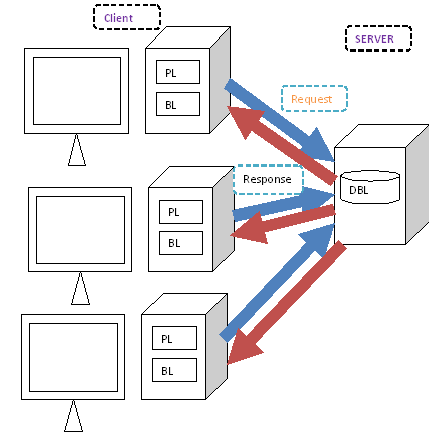 Client
SERVER
PL
BL
Request
Response
DBL
PL
BL
PL
BL